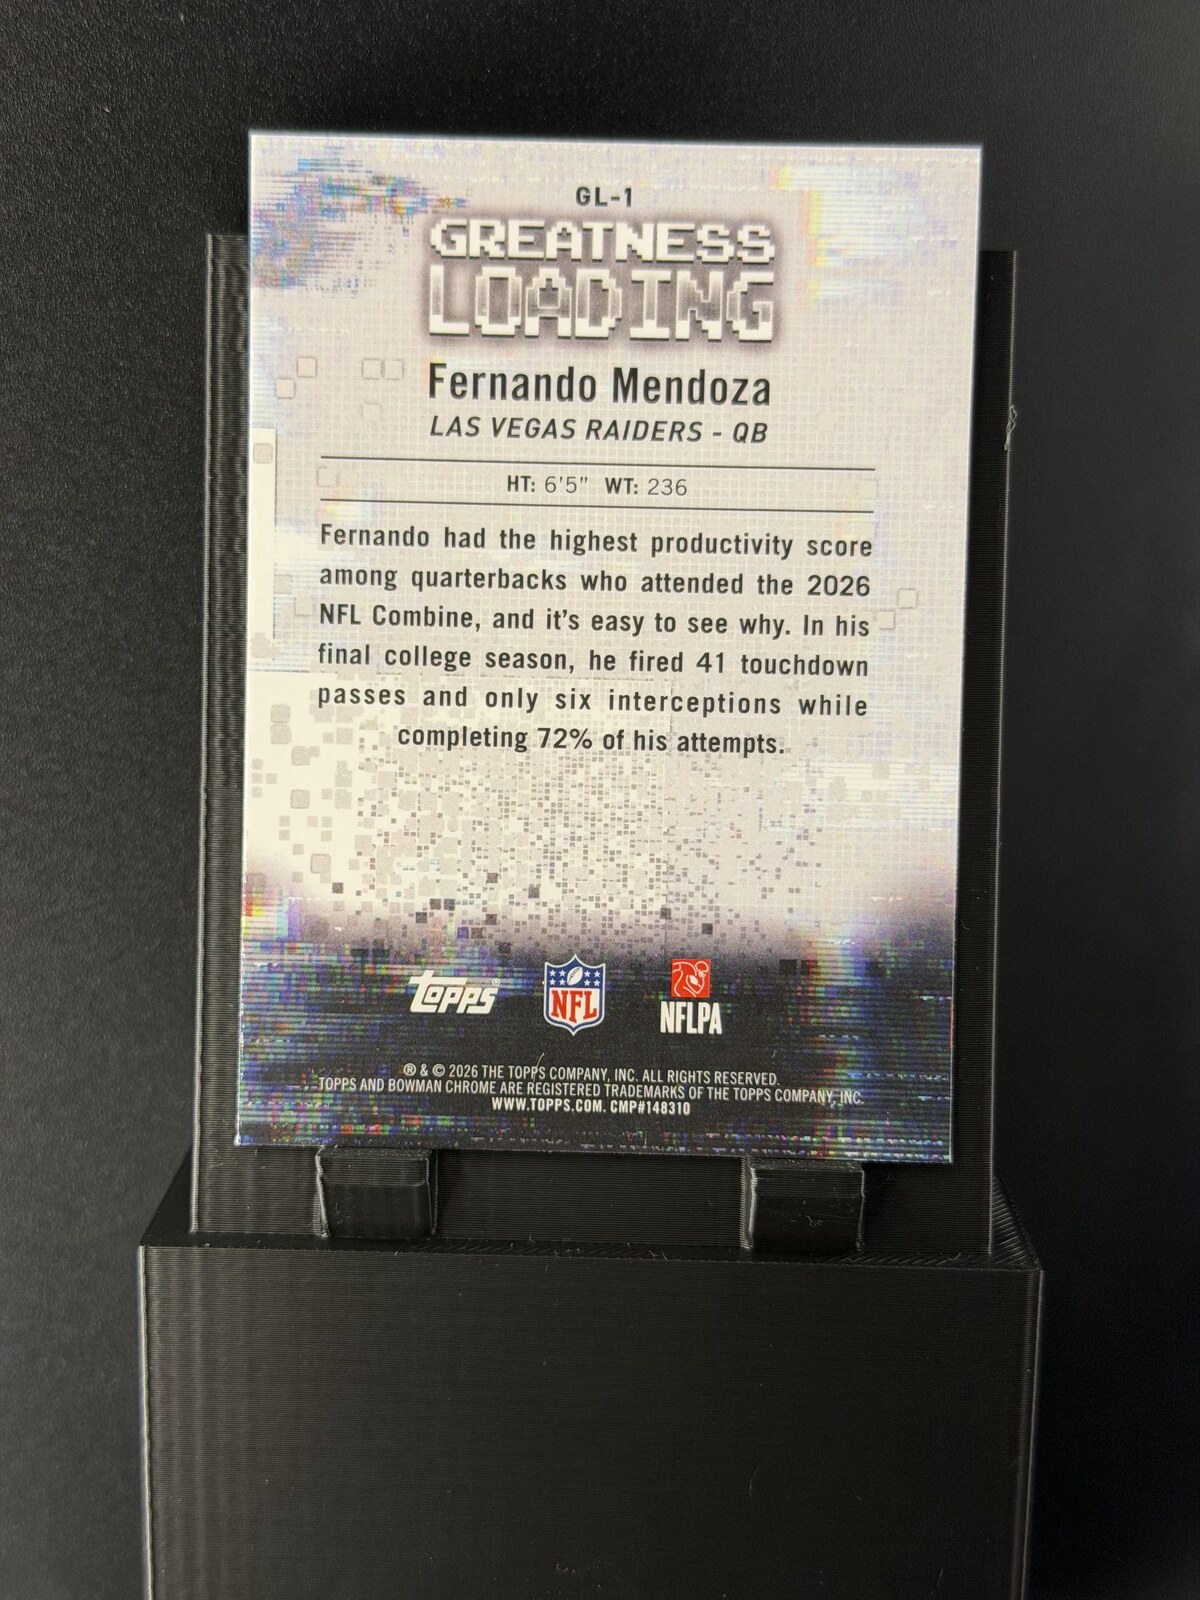 GL-1
GREATNESS
LOADING
Fernando Mendoza
LAS VEGAS RAIDERS - QB
HT: 6'5" WT: 236
Fernando had the highest productivity score
among quarterbacks who attended the 2026
NFL Combine, and it's easy to see why. In his
final college season, he fired 41 touchdown
passes and only six interceptions while
completing 72% of his attempts.
Topps® NFL NFLPA
® & © 2026 THE TOPPS COMPANY, INC. ALL RIGHTS RESERVED.
TOPPS AND BOWMAN CHROME ARE REGISTERED TRADEMARKS OF THE TOPPS COMPANY, INC.
WWW.TOPPS.COM. CMP#148310